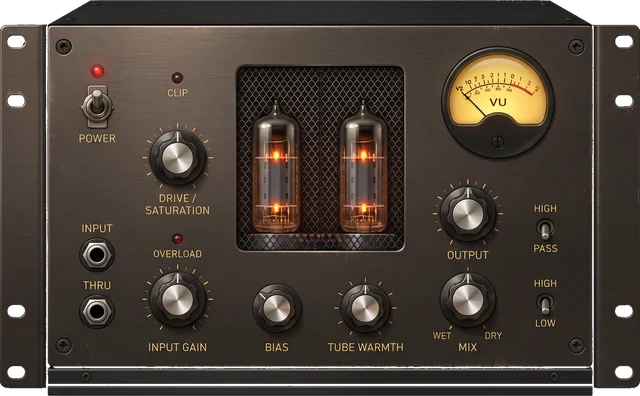 CLIP
POWER
VU
DRIVE /
SATURATION
HIGH
PASS
INPUT
OVERLOAD
OUTPUT
THRU
HIGH
LOW
WET
DRY
INPUT GAIN
BIAS
TUBE WARMTH
MIX